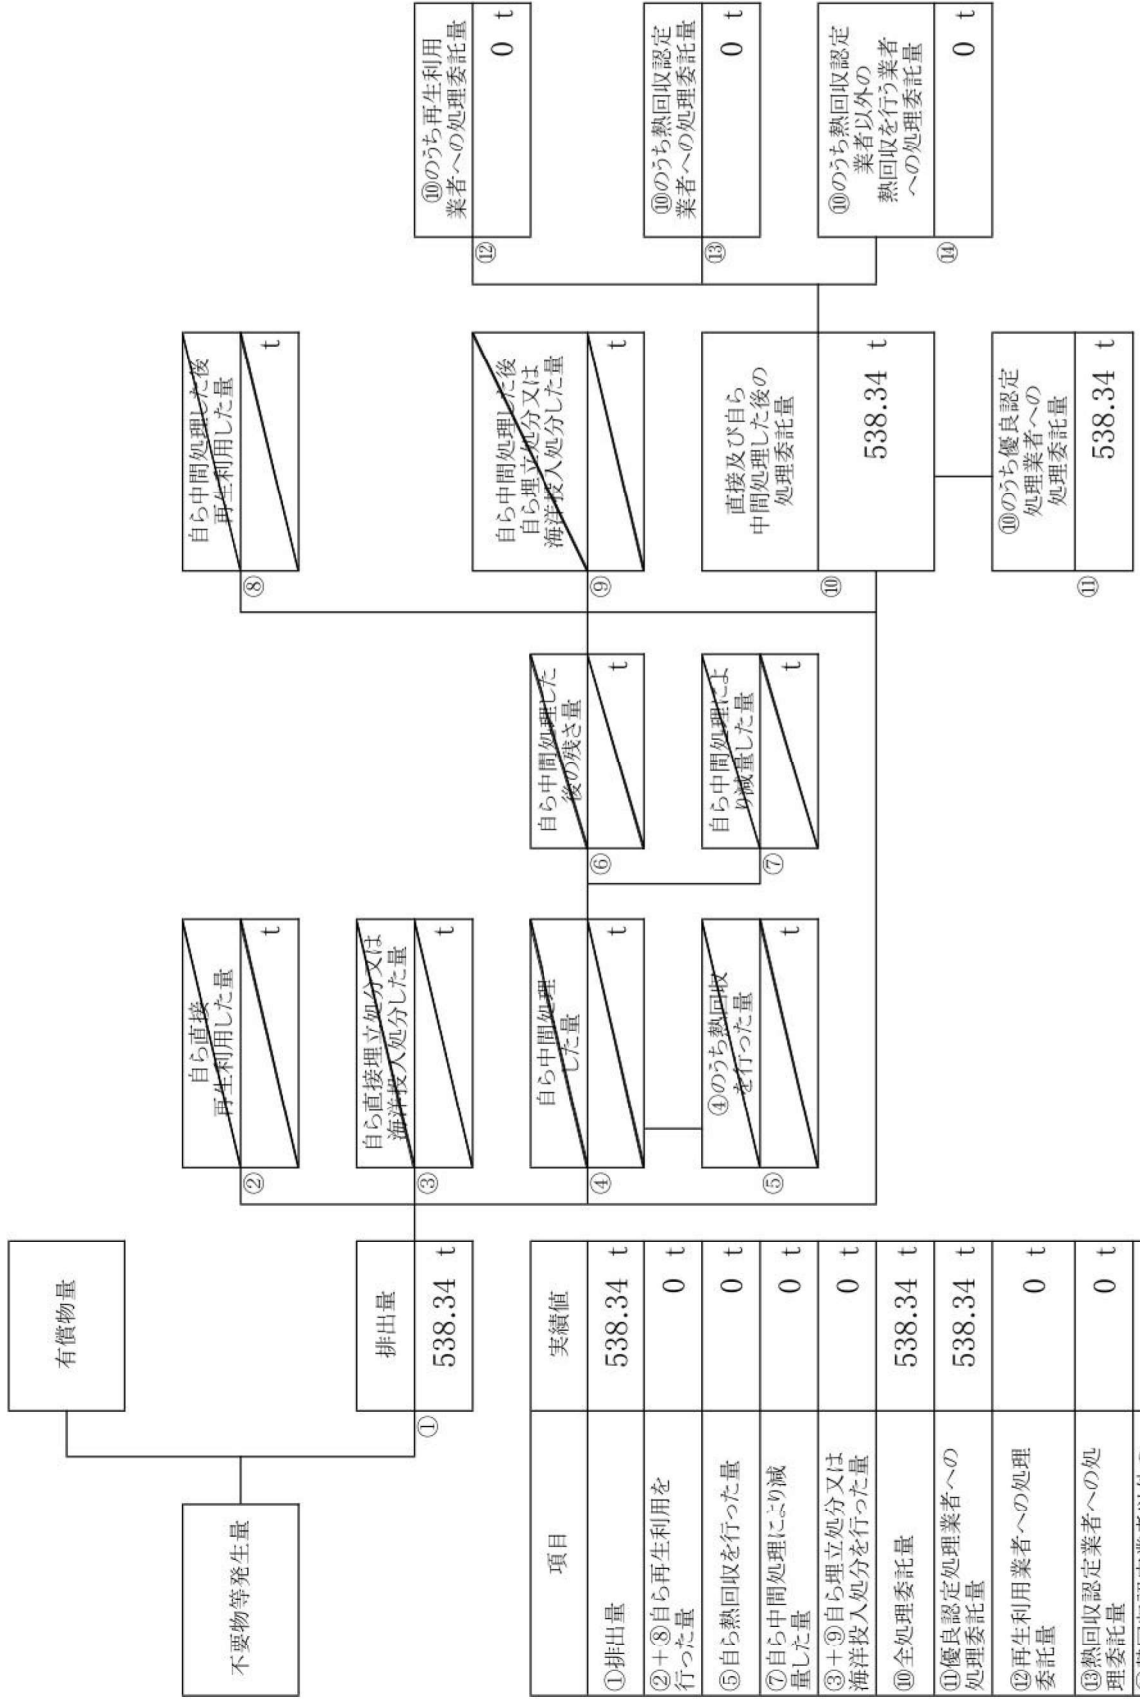 不要物等発生量
有償物量
①
排出量
538.34 t
②
自ら直接
再生利用した量
t
③
自ら直接埋立処分又は
海洋投入処分した量
t
④
自ら中間処理
した量
t
⑤
④のうち熱回収
を行った量
t
⑥
自ら中間処理した
後の残さ量
t
⑦
自ら中間処理によ
り減量した量
t
⑧
自ら中間処理した後
再生利用した量
t
⑨
自ら中間処理した後
自ら埋立処分又は
海洋投入処分した量
t
⑩
直接及び自ら
中間処理した後の
処理委託量
538.34 t
⑪
⑩のうち優良認定
処理業者への
処理委託量
538.34 t
⑫
⑩のうち再生利用
業者への処理委託量
0 t
⑬
⑩のうち熱回収認定
業者への処理委託量
0 t
⑭
⑩のうち熱回収認定
業者以外の
熱回収を行う業者
への処理委託量
0 t
項目 実績値
①排出量 538.34 t
②+⑧自ら再生利用を
行った量 0 t
⑤自ら熱回収を行った量 0 t
⑦自ら中間処理により減
量した量 0 t
③+⑨自ら埋立処分又は
海洋投入処分を行った量 0 t
⑩全処理委託量 538.34 t
⑪優良認定処理業者への
処理委託量 538.34 t
⑫再生利用業者への処理
委託量 0 t
⑬熱回収認定業者への処
理委託量 0 t